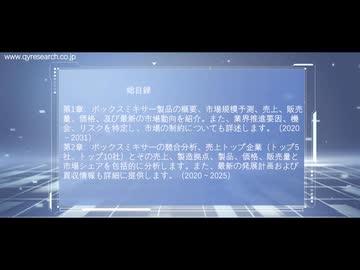 www.qyresearch.co.jp
総目録
第1章　ボックスミキサー製品の概要、市場規模予測、売上、販売
量、価格、及び最新の市場動向を紹介。また、業界推進要因、機
会、リスクを特定し、市場の制約についても詳述します。（2020
～2031）
第2章：ボックスミキサーの競合分析、売上トップ企業（トップ5
社、トップ10社）とその売上、製造拠点、製品、価格、販売量と
市場シェアを包括的に分析します。また、最新の発展計画および
買収情報も詳細に提供します。（2020～2025）